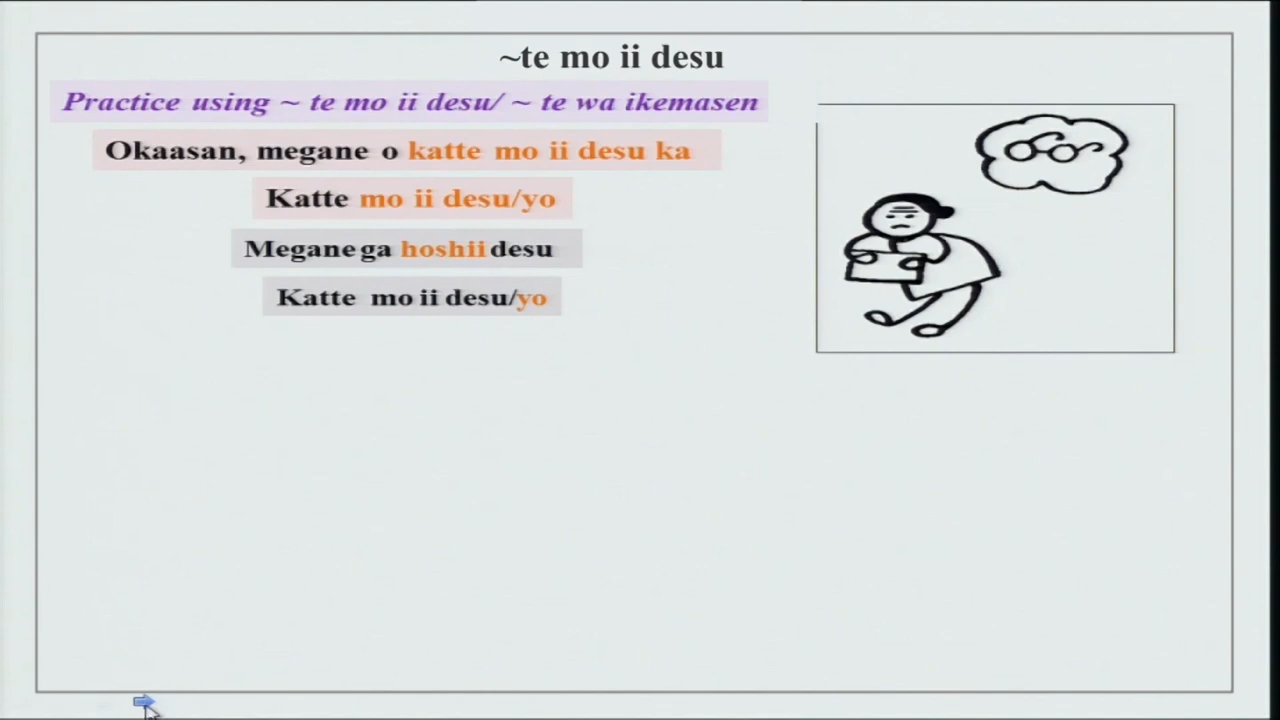 ~te mo ii desu
Practice using ~ te mo ii desu/ ~ te wa ikemasen
Okaasan, megane o katte mo ii desu ka
Katte mo ii desu/yo
Megane ga hoshii desu
Katte mo ii desu/yo